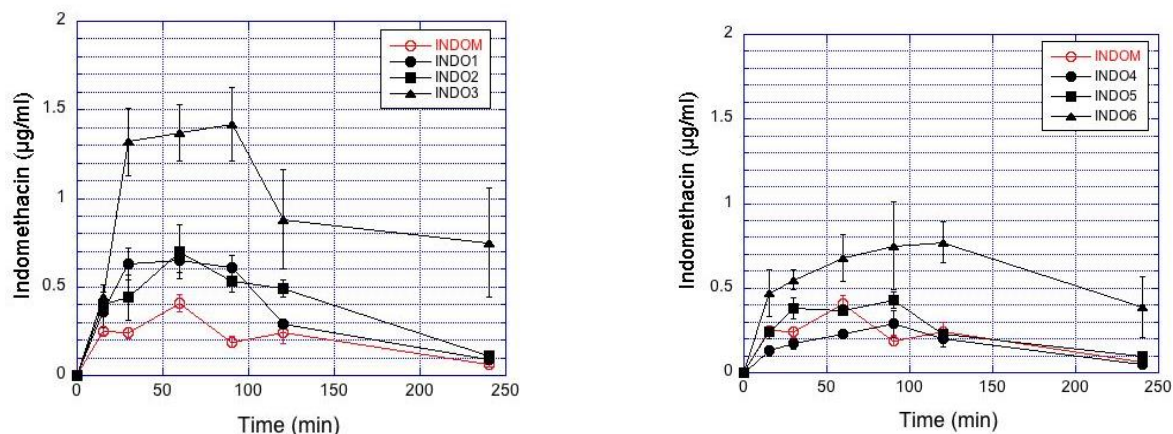 2
1.5
1
0.5
0
0
50
100
150
200
250
Indomethacin (µg/ml)
Time (min)
INDOM
INDO1
INDO2
INDO3
2
1.5
1
0.5
0
0
50
100
150
200
250
Indomethacin (µg/ml)
Time (min)
INDOM
INDO4
INDO5
INDO6